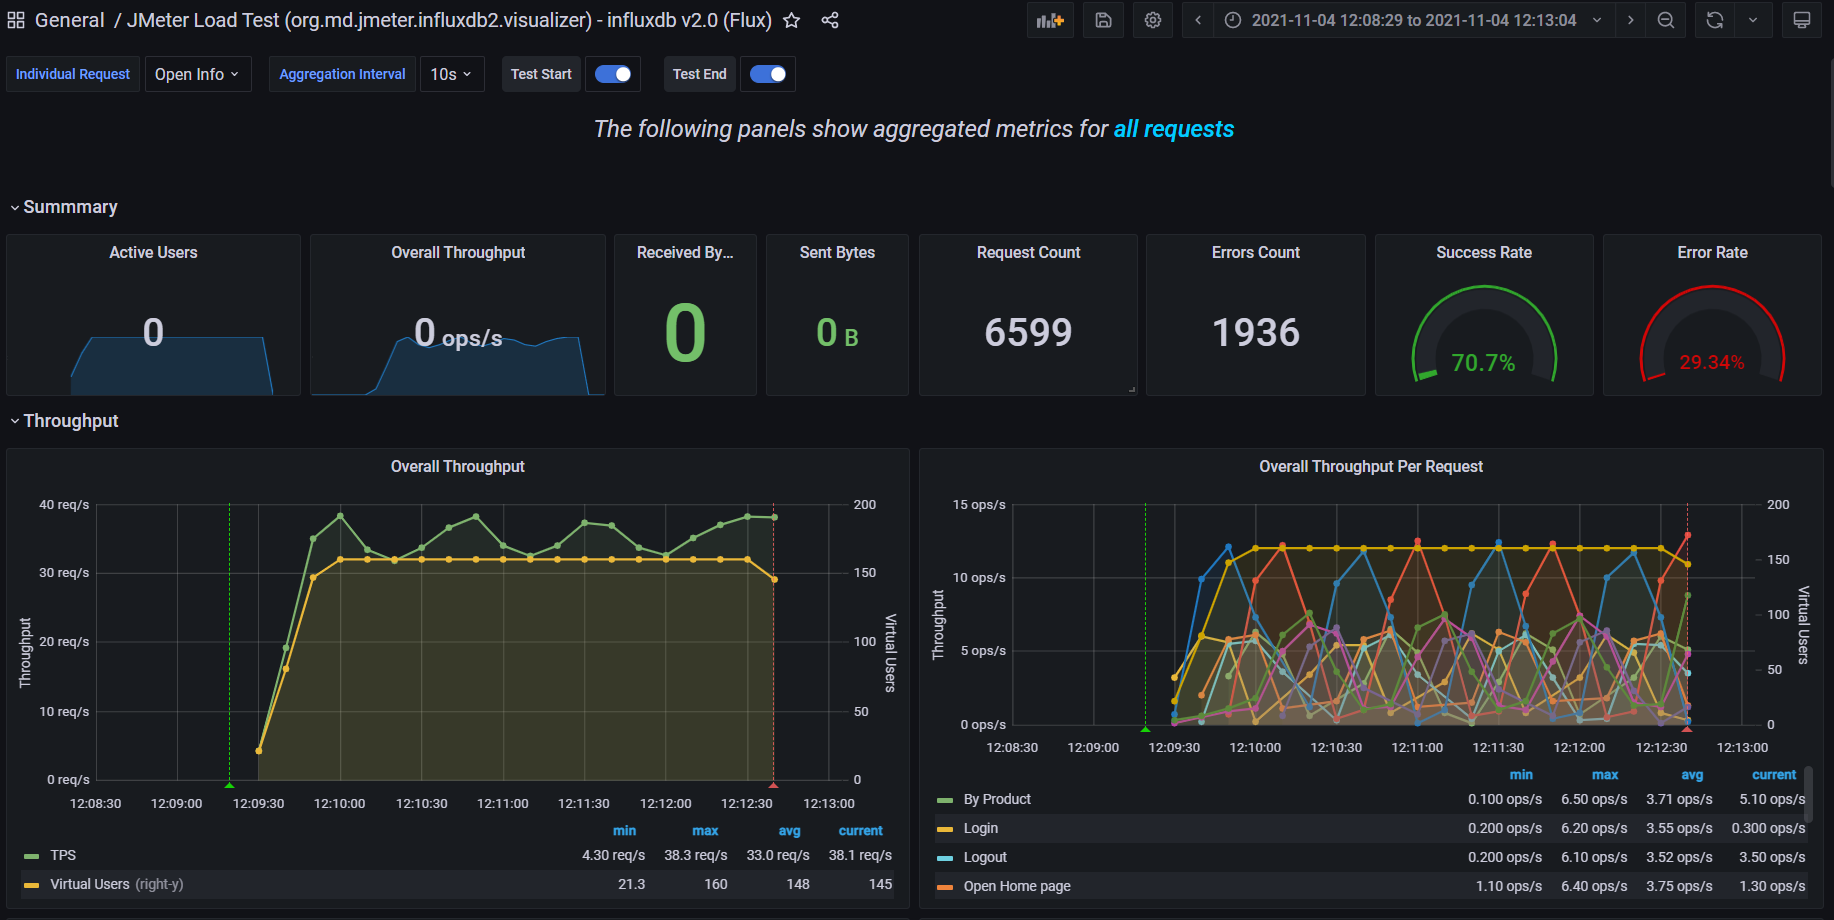 General / JMeter Load Test (org.md.jmeter.influxdb2.visualizer) - influxdb v2.0 (Flux)
2021-11-04 12:08:29 to 2021-11-04 12:13:04
Individual Request Open Info Aggregation Interval 10s Test Start Test End
The following panels show aggregated metrics for all requests
Summmary
Active Users
0
Overall Throughput
0 ops/s
Received By...
0
Sent Bytes
0 B
Request Count
6599
Errors Count
1936
Success Rate
70.7%
Error Rate
29.34%
Throughput
Overall Throughput
40 req/s
30 req/s
20 req/s
10 req/s
0 req/s
Throughput
200
150
100
50
0
Virtual Users
12:08:30 12:09:00 12:09:30 12:10:00 12:10:30 12:11:00 12:11:30 12:12:00 12:12:30 12:13:00
min max avg current
TPS 4.30 req/s 38.3 req/s 33.0 req/s 38.1 req/s
Virtual Users (right-y) 21.3 160 148 145
Overall Throughput Per Request
15 ops/s
10 ops/s
5 ops/s
0 ops/s
Throughput
200
150
100
50
0
Virtual Users
12:08:30 12:09:00 12:09:30 12:10:00 12:10:30 12:11:00 12:11:30 12:12:00 12:12:30 12:13:00
min max avg current
By Product 0.100 ops/s 6.50 ops/s 3.71 ops/s 5.10 ops/s
Login 0.200 ops/s 6.20 ops/s 3.55 ops/s 0.300 ops/s
Logout 0.200 ops/s 6.10 ops/s 3.52 ops/s 3.50 ops/s
Open Home page 1.10 ops/s 6.40 ops/s 3.75 ops/s 1.30 ops/s